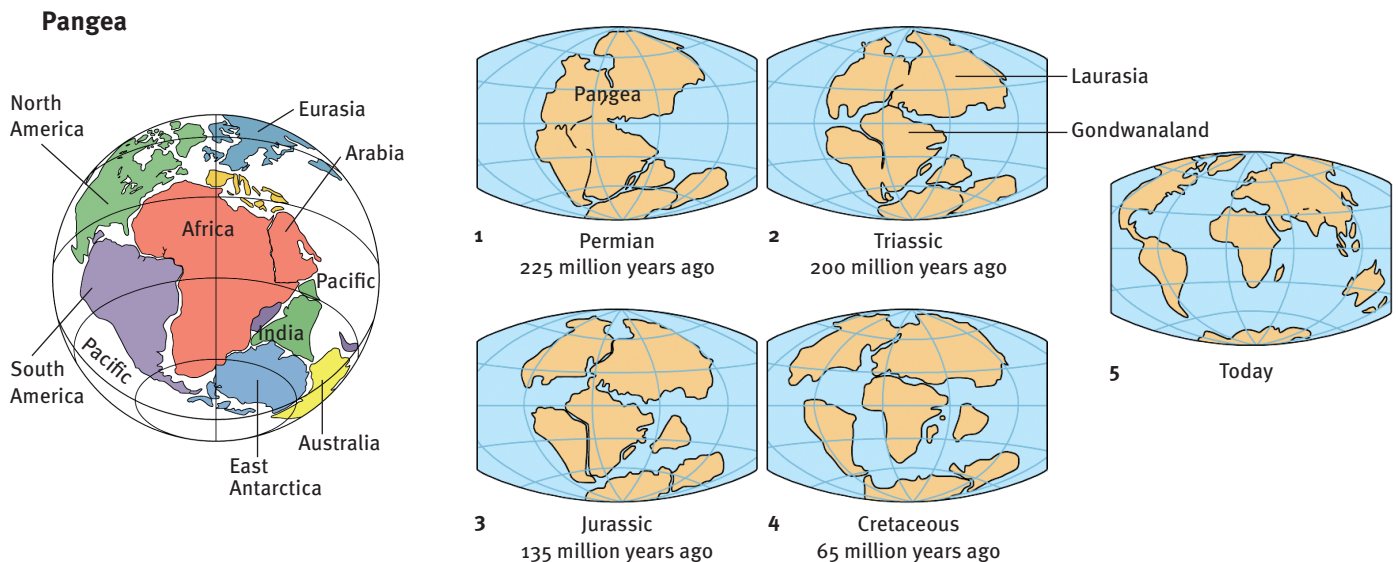 Pangea
North
America
Eurasia
Arabia
Africa
Pacific
India
Pacific
South
America
Australia
East
Antarctica
Pangea
1 Permian
225 million years ago
Laurasia
Gondwanaland
2 Triassic
200 million years ago
3 Jurassic
135 million years ago
4 Cretaceous
65 million years ago
5 Today